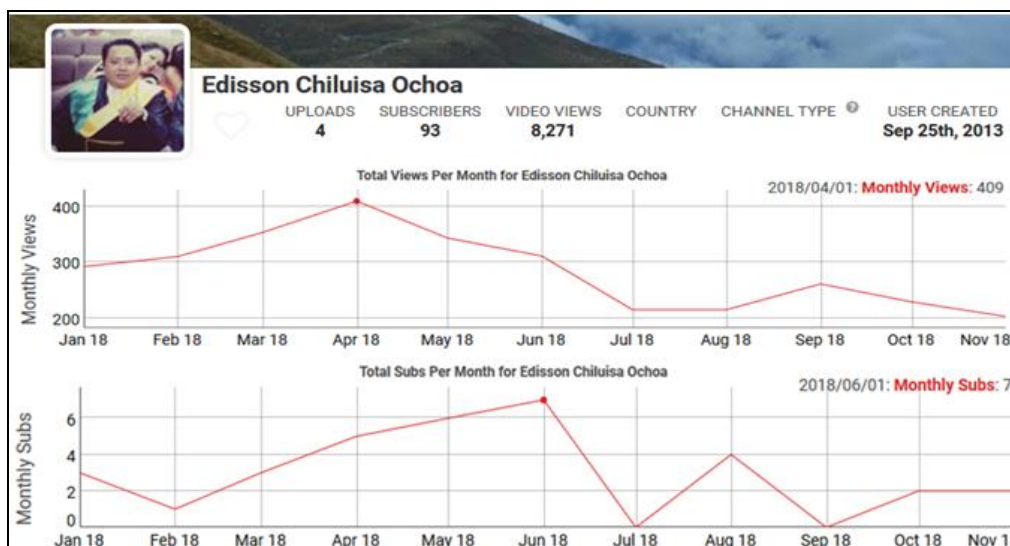 Edisson Chiluisa Ochoa
UPLOADS SUBSCRIBERS VIDEO VIEWS COUNTRY CHANNEL TYPE ? USER CREATED
4 93 8,271 Sep 25th, 2013
Total Views Per Month for Edisson Chiluisa Ochoa
2018/04/01: Monthly Views: 409
Monthly Views
400
300
200
Jan 18 Feb 18 Mar 18 Apr 18 May 18 Jun 18 Jul 18 Aug 18 Sep 18 Oct 18 Nov 18
Total Subs Per Month for Edisson Chiluisa Ochoa
2018/06/01: Monthly Subs: 7
Monthly Subs
6
4
2
0
Jan 18 Feb 18 Mar 18 Apr 18 May 18 Jun 18 Jul 18 Aug 18 Sep 18 Oct 18 Nov 1